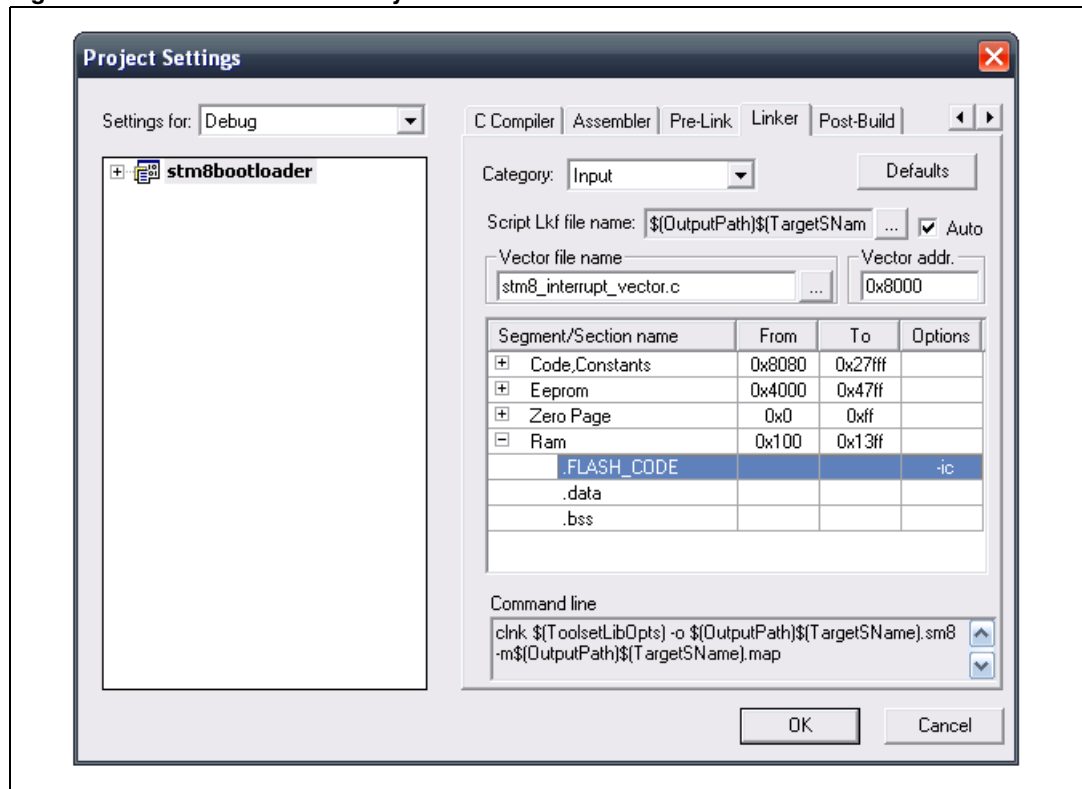 Project Settings
Settings for: Debug
stm8bootloader
C Compiler Assembler Pre-Link Linker Post-Build
Category: Input Defaults
Script Lkf file name: $(OutputPath)$(TargetSNam ... Auto
Vector file name Vector addr.
stm8_interrupt_vector.c ... 0x8000
Segment/Section name From To Options
Code,Constants 0x8080 0x27fff
Eeprom 0x4000 0x47ff
Zero Page 0x0 0xff
Ram 0x100 0x13ff
.FLASH_CODE -ic
.data
.bss
Command line
clnk $(ToolsetLibOpts) -o $(OutputPath)$(TargetSName).sm8
-m$(OutputPath)$(TargetSName).map
OK Cancel